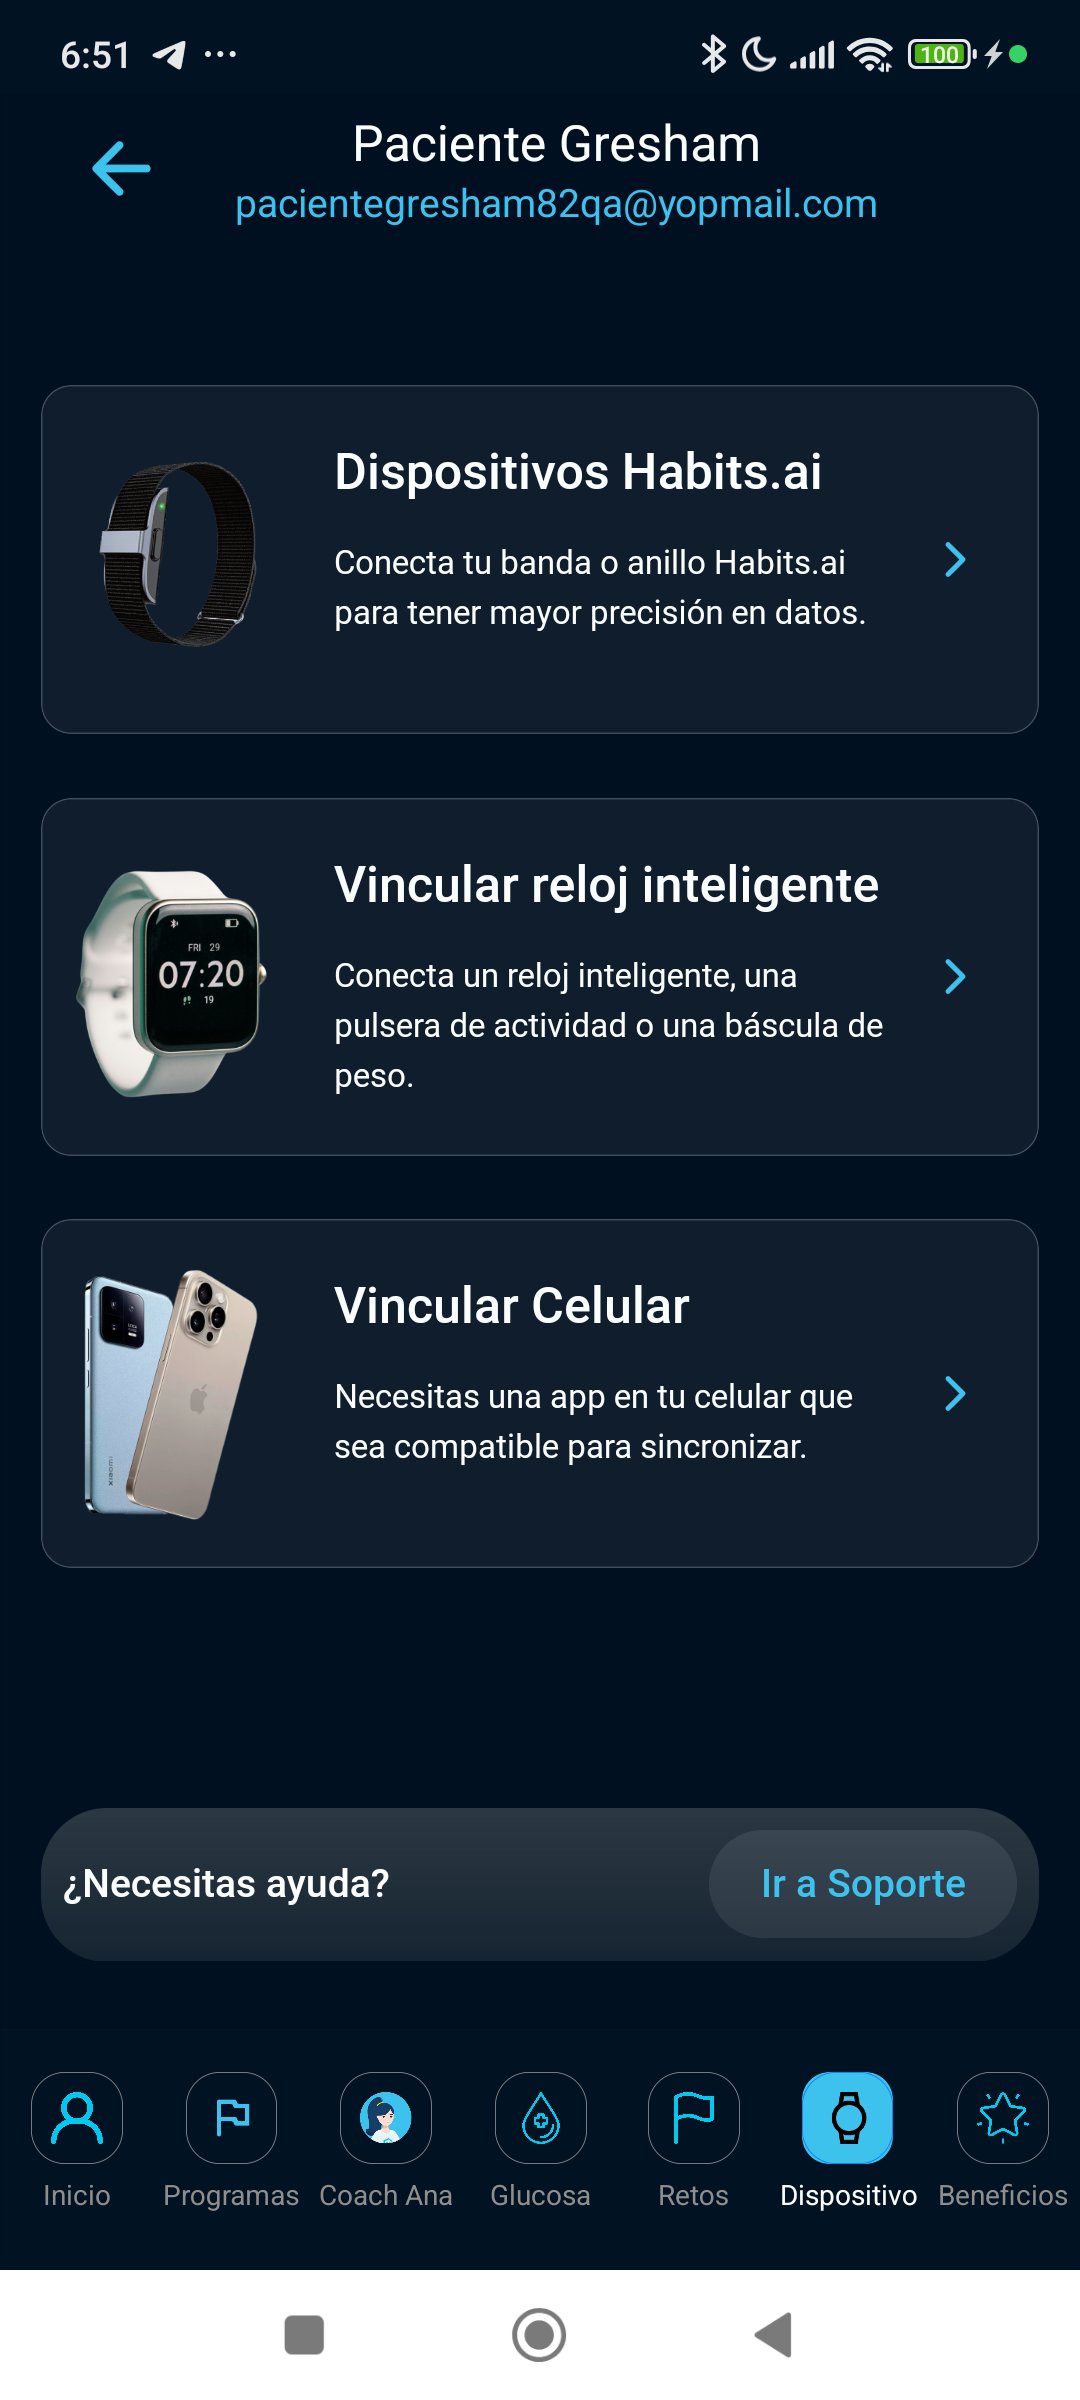 6:51
100
Paciente Gresham
pacientegresham82qa@yopmail.com
Dispositivos Habits.ai
Conecta tu banda o anillo Habits.ai
para tener mayor precisión en datos.
FRI 29
07:20
19
Vincular reloj inteligente
Conecta un reloj inteligente, una
pulsera de actividad o una báscula de
peso.
xiaomi
Vincular Celular
Necesitas una app en tu celular que
sea compatible para sincronizar.
¿Necesitas ayuda?
Ir a Soporte
Inicio
Programas
Coach Ana
Glucosa
Retos
Dispositivo
Beneficios